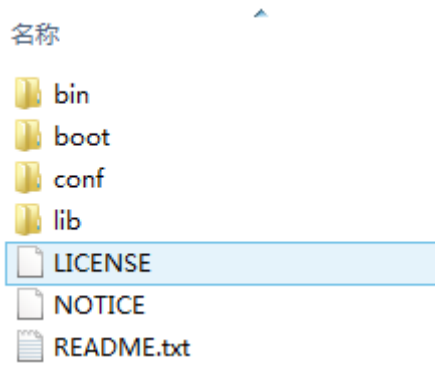 名称
bin
boot
conf
lib
LICENSE
NOTICE
README.txt